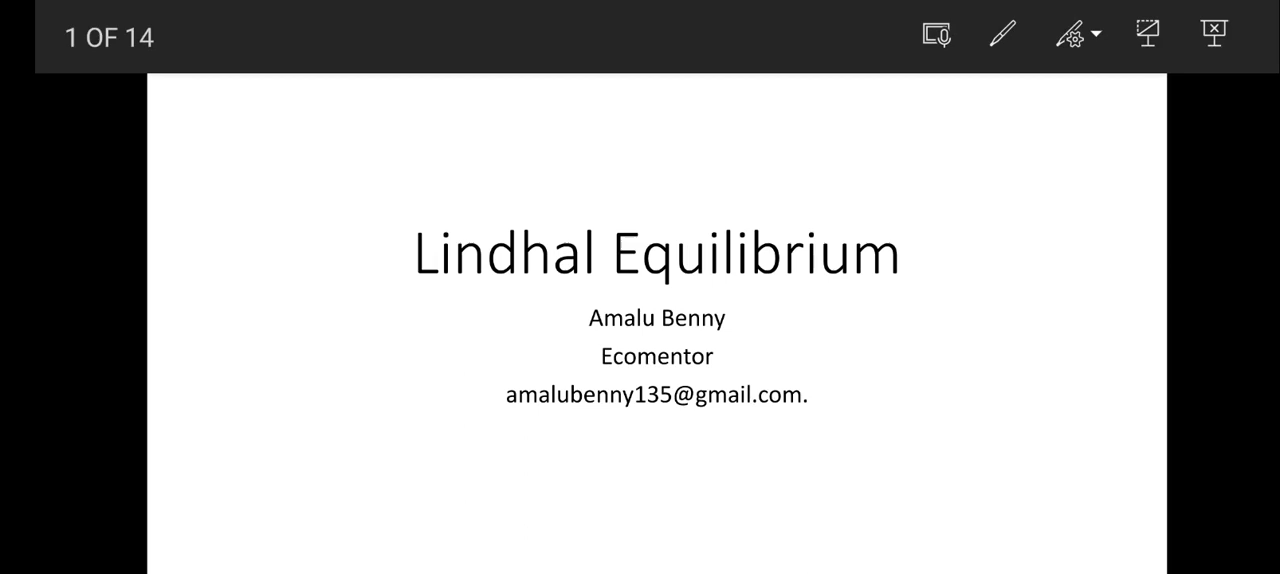 1 OF 14
Lindhal Equilibrium
Amalu Benny
Ecomentor
amalubenny135@gmail.com.